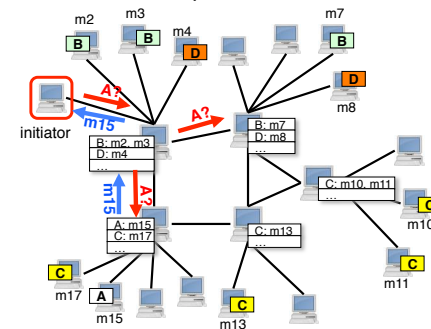 m3
m2
B
B
m4
D
m7
B
D
m8
A?
m15
A?
initiator
B: m2, m3
D: m4
...
B: m7
D: m8
...
m15
A?
C: m10, m11
...
A: m15
C: m17
...
C: m13
...
C
m10
C
m11
C
m17
A
m15
C
m13